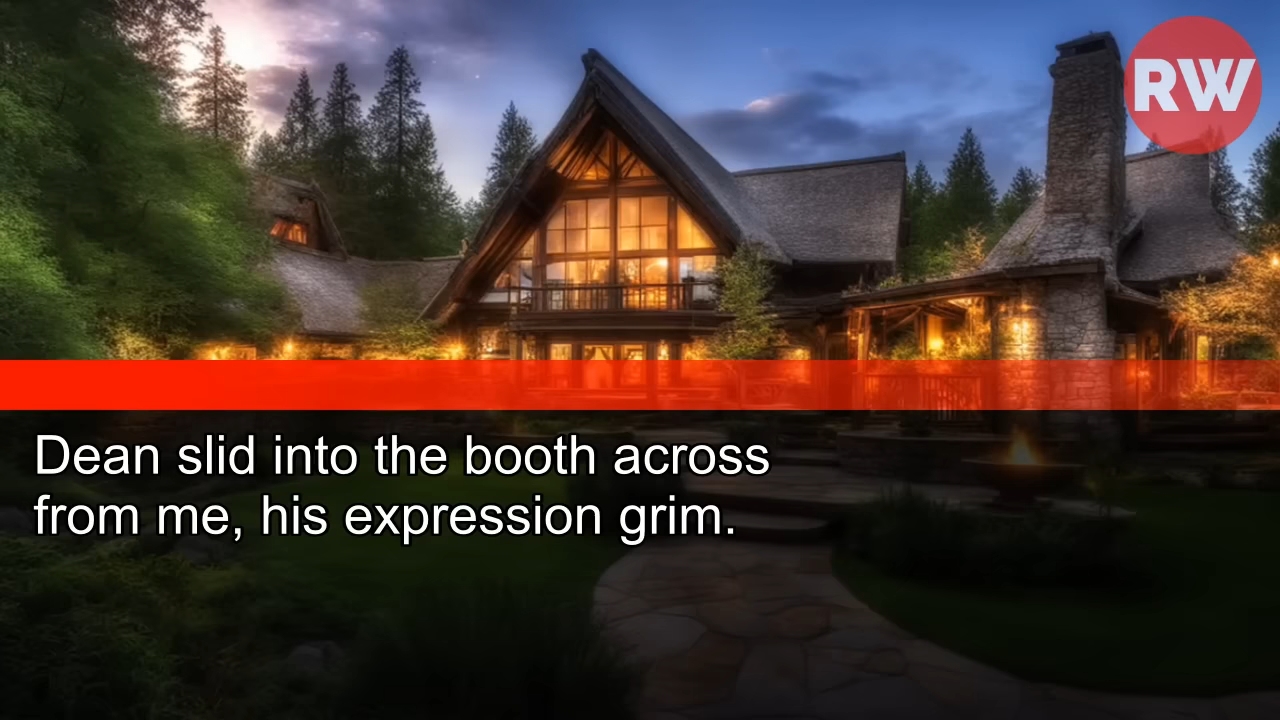 RW
Dean slid into the booth across
from me, his expression grim.